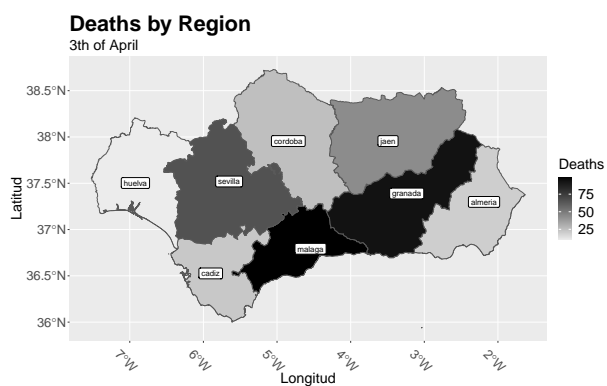 Deaths by Region
3th of April
38.5°N
38°N
37.5°N
37°N
36.5°N
36°N
Latitud
cordoba
jaen
huelva
sevilla
granada
almeria
malaga
cadiz
Deaths
75
50
25
7°W
6°W
5°W
4°W
3°W
2°W
Longitud